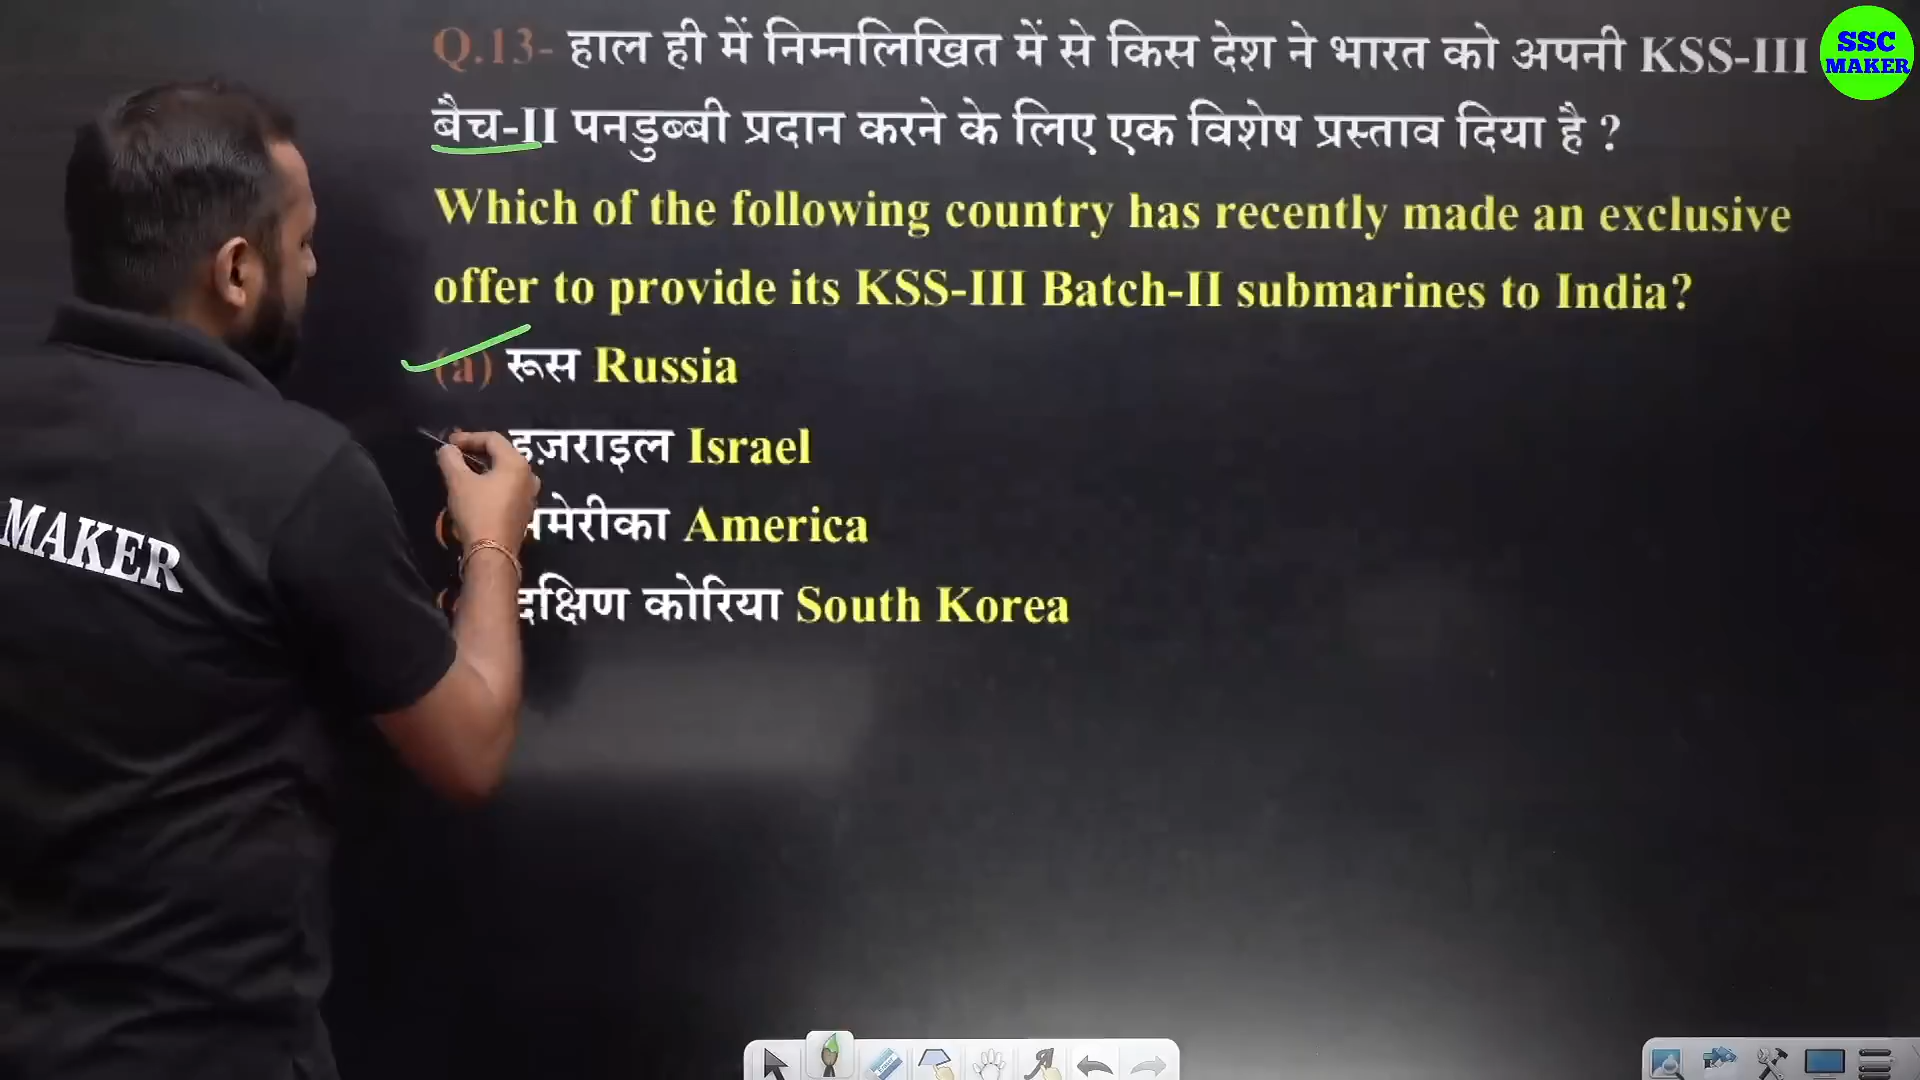 Q.13- हाल ही में निम्नलिखित में से किस देश ने भारत को अपनी KSS-III
SSC
MAKER
बैच-II पनडुब्बी प्रदान करने के लिए एक विशेष प्रस्ताव दिया है ?
Which of the following country has recently made an exclusive
offer to provide its KSS-III Batch-II submarines to India?
(a) रूस Russia
इज़राइल Israel
अमेरीका America
दक्षिण कोरिया South Korea
MAKER